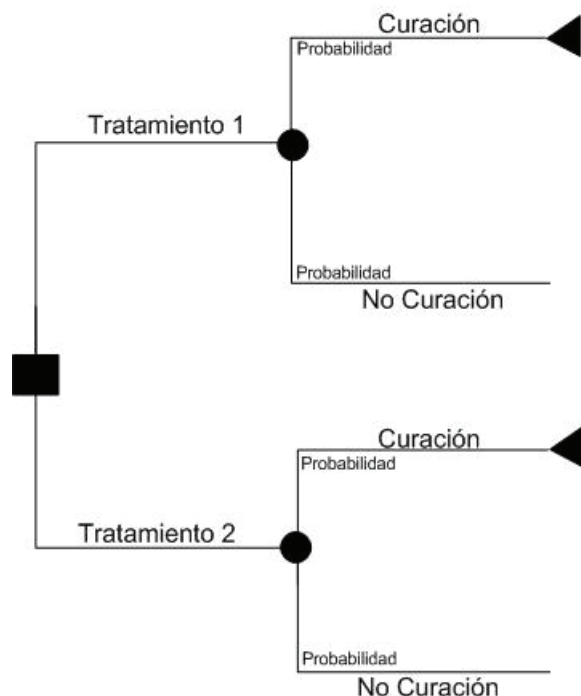 Curación
Probabilidad
Tratamiento 1
Probabilidad
No Curación
Curación
Probabilidad
Tratamiento 2
Probabilidad
No Curación